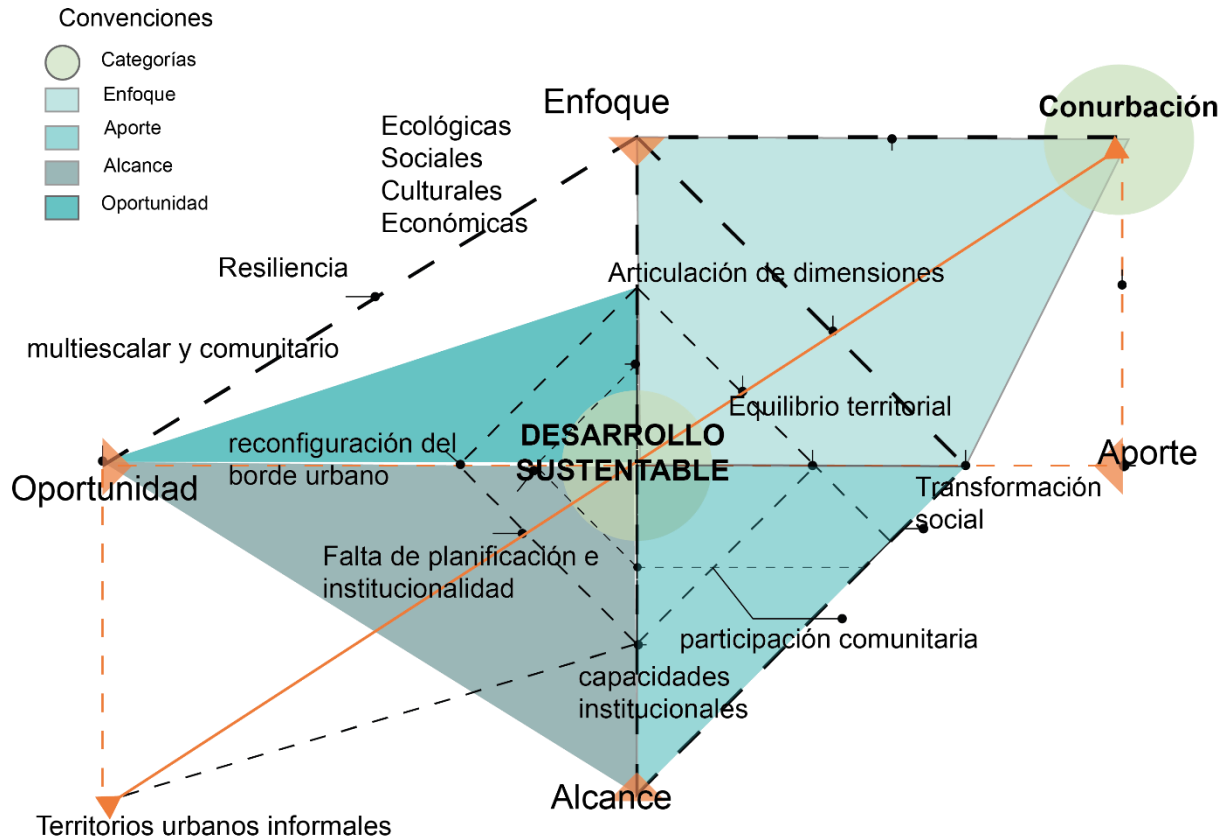 Convenciones
Categorías
Enfoque
Aporte
Alcance
Oportunidad
Enfoque
Conurbación
Ecológicas
Sociales
Culturales
Económicas
Resiliencia
Articulación de dimensiones
multiescalar y comunitario
Equilibrio territorial
DESARROLLO
SUSTENTABLE
reconfiguración del
borde urbano
Oportunidad
Aporte
Transformación
social
Falta de planificación e
institucionalidad
participación comunitaria
capacidades
institucionales
Alcance
Territorios urbanos informales